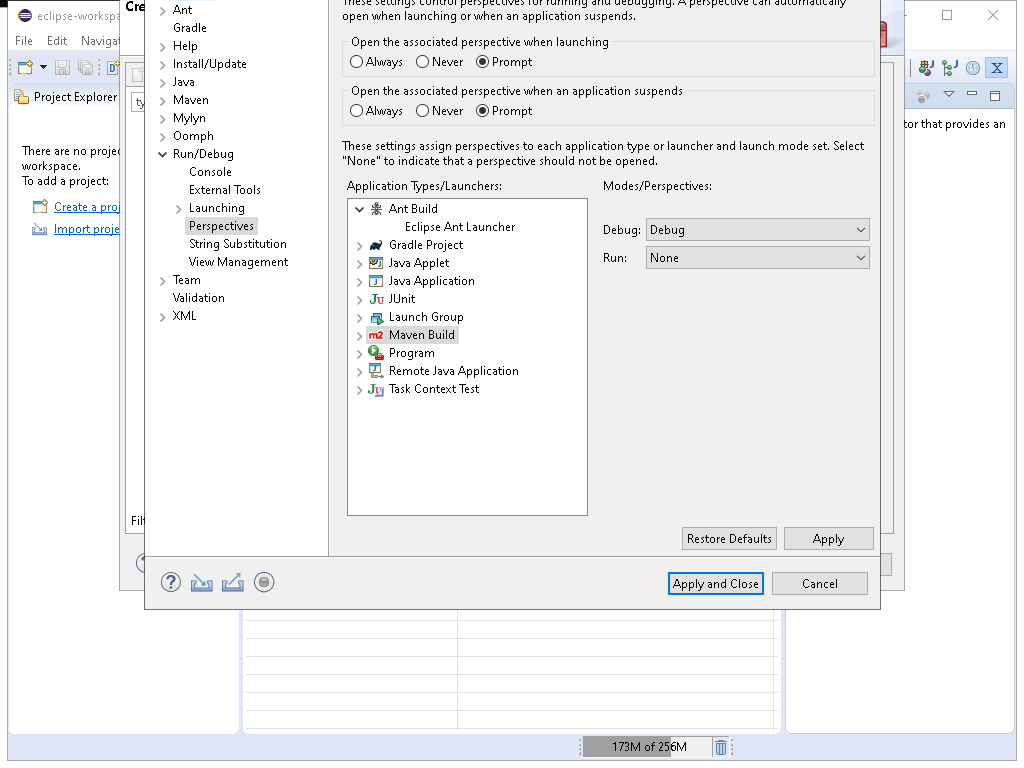 eclipse-workspa
File Edit Navigat
Project Explorer
There are no proje
workspace.
To add a project:
Create a proj
Import proje
Cre
ty
Filt
Ant
Gradle
Help
Install/Update
Java
Maven
Mylyn
Oomph
Run/Debug
Console
External Tools
Launching
Perspectives
String Substitution
View Management
Team
Validation
XML
These settings control perspectives for running and debugging. A perspective can automatically
open when launching or when an application suspends.
Open the associated perspective when launching
Always Never Prompt
Open the associated perspective when an application suspends
Always Never Prompt
These settings assign perspectives to each application type or launcher and launch mode set. Select
"None" to indicate that a perspective should not be opened.
Application Types/Launchers:
Ant Build
Eclipse Ant Launcher
Gradle Project
Java Applet
Java Application
Ju JUnit
Launch Group
m2 Maven Build
Program
Remote Java Application
Task Context Test
Modes/Perspectives:
Debug: Debug
Run: None
Restore Defaults Apply
Apply and Close Cancel
tor that provides an
173M of 256M